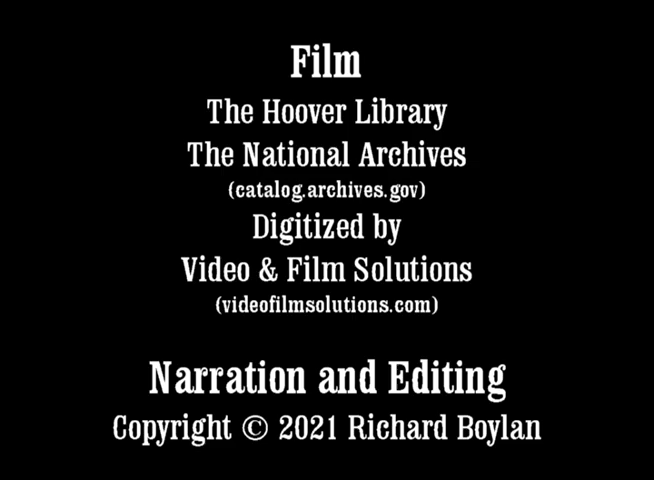 Film
The Hoover Library
The National Archives
(catalog.archives.gov)
Digitized by
Video & Film Solutions
(videofilmsolutions.com)
Narration and Editing
Copyright © 2021 Richard Boylan